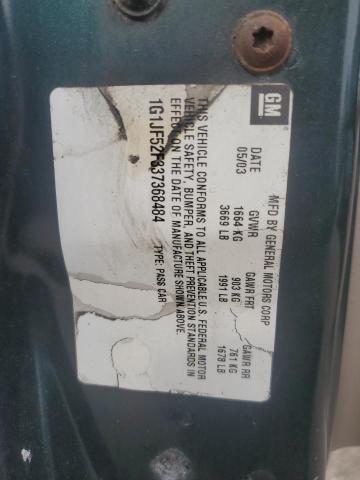 GM
MFD BY GENERAL MOTORS CORP
DATE GVWR GAWR FRT GAWR RR
05/03 1664 KG 903 KG 761 KG
3669 LB 1991 LB 1678 LB
THIS VEHICLE CONFORMS TO ALL APPLICABLE U.S. FEDERAL MOTOR
VEHICLE SAFETY, BUMPER, AND THEFT PREVENTION STANDARDS IN
EFFECT ON THE DATE OF MANUFACTURE SHOWN ABOVE.
1G1JF52F337368484 TYPE: PASS CAR